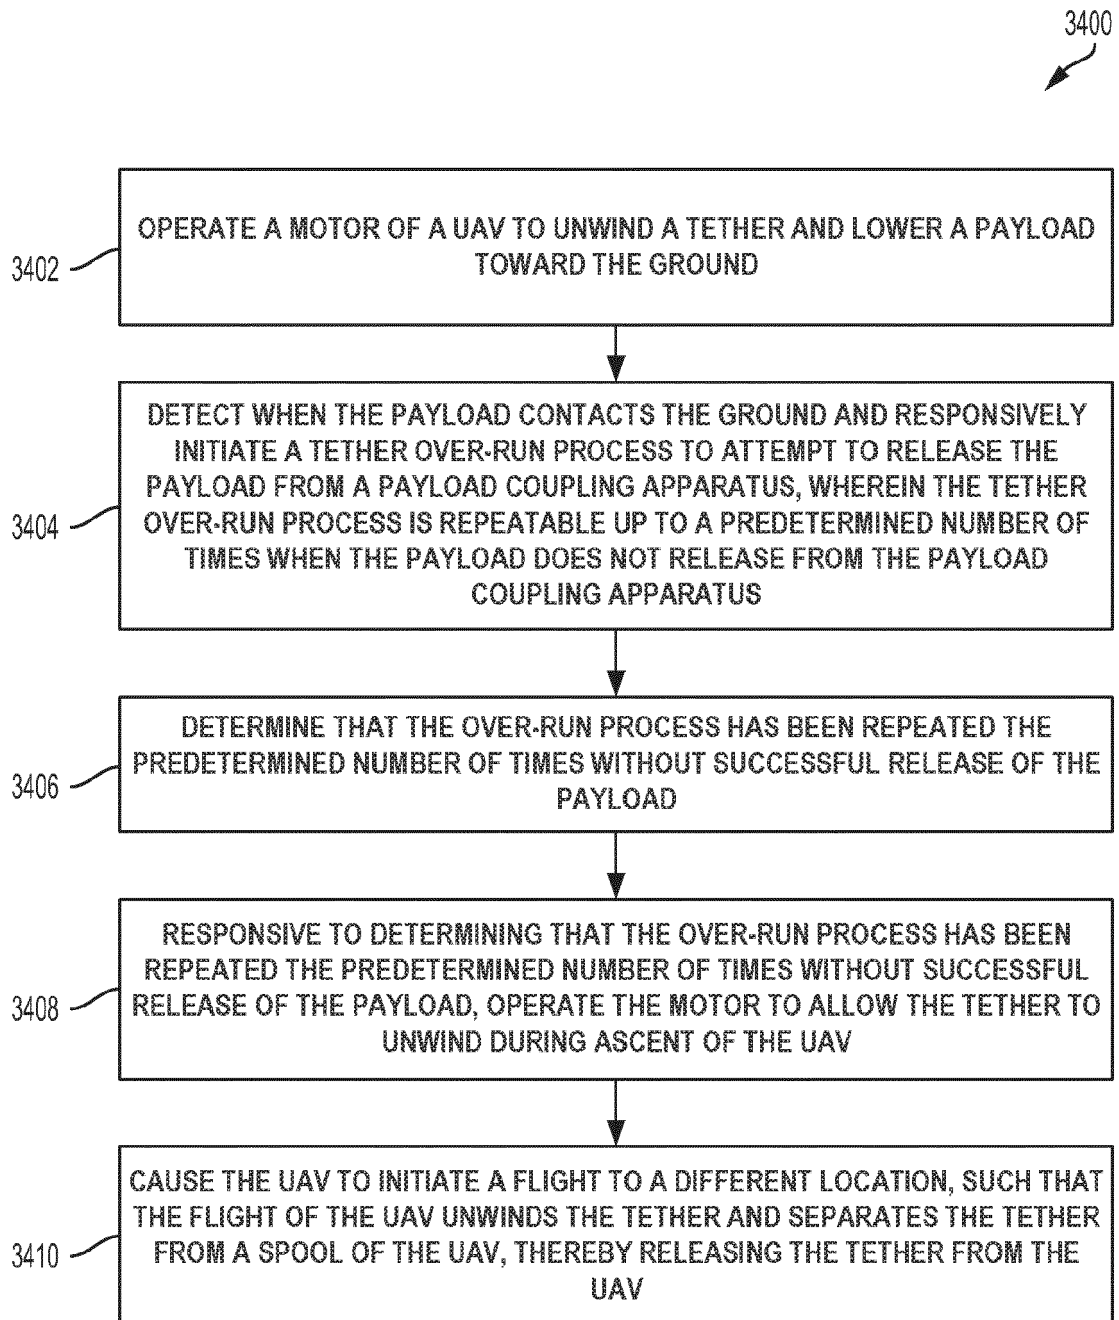 3400
OPERATE A MOTOR OF A UAV TO UNWIND A TETHER AND LOWER A PAYLOAD
TOWARD THE GROUND
3402
DETECT WHEN THE PAYLOAD CONTACTS THE GROUND AND RESPONSIVELY
INITIATE A TETHER OVER-RUN PROCESS TO ATTEMPT TO RELEASE THE
PAYLOAD FROM A PAYLOAD COUPLING APPARATUS, WHEREIN THE TETHER
OVER-RUN PROCESS IS REPEATABLE UP TO A PREDETERMINED NUMBER OF
TIMES WHEN THE PAYLOAD DOES NOT RELEASE FROM THE PAYLOAD
COUPLING APPARATUS
3404
DETERMINE THAT THE OVER-RUN PROCESS HAS BEEN REPEATED THE
PREDETERMINED NUMBER OF TIMES WITHOUT SUCCESSFUL RELEASE OF THE
PAYLOAD
3406
RESPONSIVE TO DETERMINING THAT THE OVER-RUN PROCESS HAS BEEN
REPEATED THE PREDETERMINED NUMBER OF TIMES WITHOUT SUCCESSFUL
RELEASE OF THE PAYLOAD, OPERATE THE MOTOR TO ALLOW THE TETHER TO
UNWIND DURING ASCENT OF THE UAV
3408
CAUSE THE UAV TO INITIATE A FLIGHT TO A DIFFERENT LOCATION, SUCH THAT
THE FLIGHT OF THE UAV UNWINDS THE TETHER AND SEPARATES THE TETHER
FROM A SPOOL OF THE UAV, THEREBY RELEASING THE TETHER FROM THE
UAV
3410